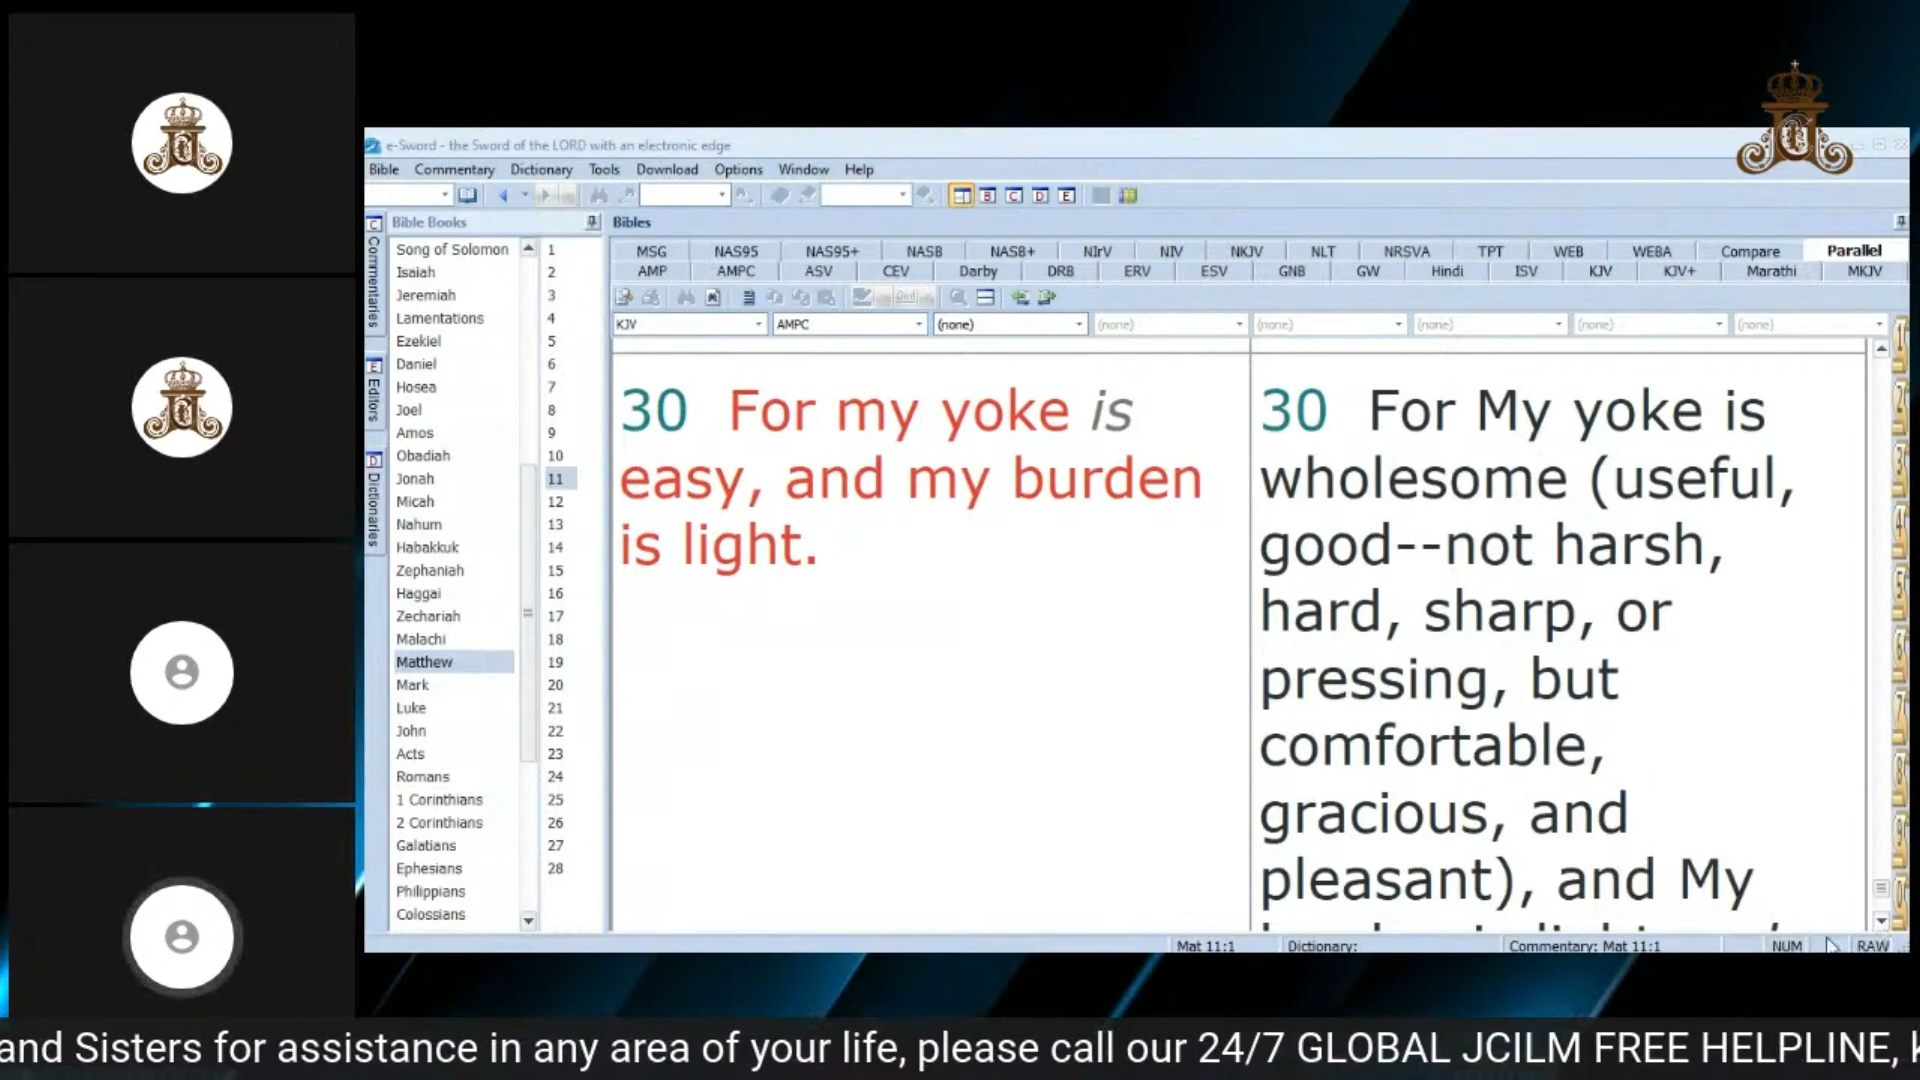 e-Sword - the Sword of the LORD with an electronic edge
Bible Commentary Dictionary Tools Download Options Window Help
B C D E
Bible Books
Bibles
C Commentaries
E Editors
D Dictionaries
Song of Solomon 1
Isaiah 2
Jeremiah 3
Lamentations 4
Ezekiel 5
Daniel 6
Hosea 7
Joel 8
Amos 9
Obadiah 10
Jonah 11
Micah 12
Nahum 13
Habakkuk 14
Zephaniah 15
Haggai 16
Zechariah 17
Malachi 18
Matthew 19
Mark 20
Luke 21
John 22
Acts 23
Romans 24
1 Corinthians 25
2 Corinthians 26
Galatians 27
Ephesians 28
Philippians
Colossians
MSG NAS95 NAS95+ NASB NASB+ NIrV NIV NKJV NLT NRSVA TPT WEB WEBA Compare Parallel
AMP AMPC ASV CEV Darby DRB ERV ESV GNB GW Hindi ISV KJV KJV+ Marathi MKJV
KJV AMPC (none) (none) (none) (none) (none) (none)
30 For my yoke is
easy, and my burden
is light.
30 For My yoke is
wholesome (useful,
good--not harsh,
hard, sharp, or
pressing, but
comfortable,
gracious, and
pleasant), and My
Mat 11:1 Dictionary: Commentary: Mat 11:1 NUM RAW
and Sisters for assistance in any area of your life, please call our 24/7 GLOBAL JCILM FREE HELPLINE,